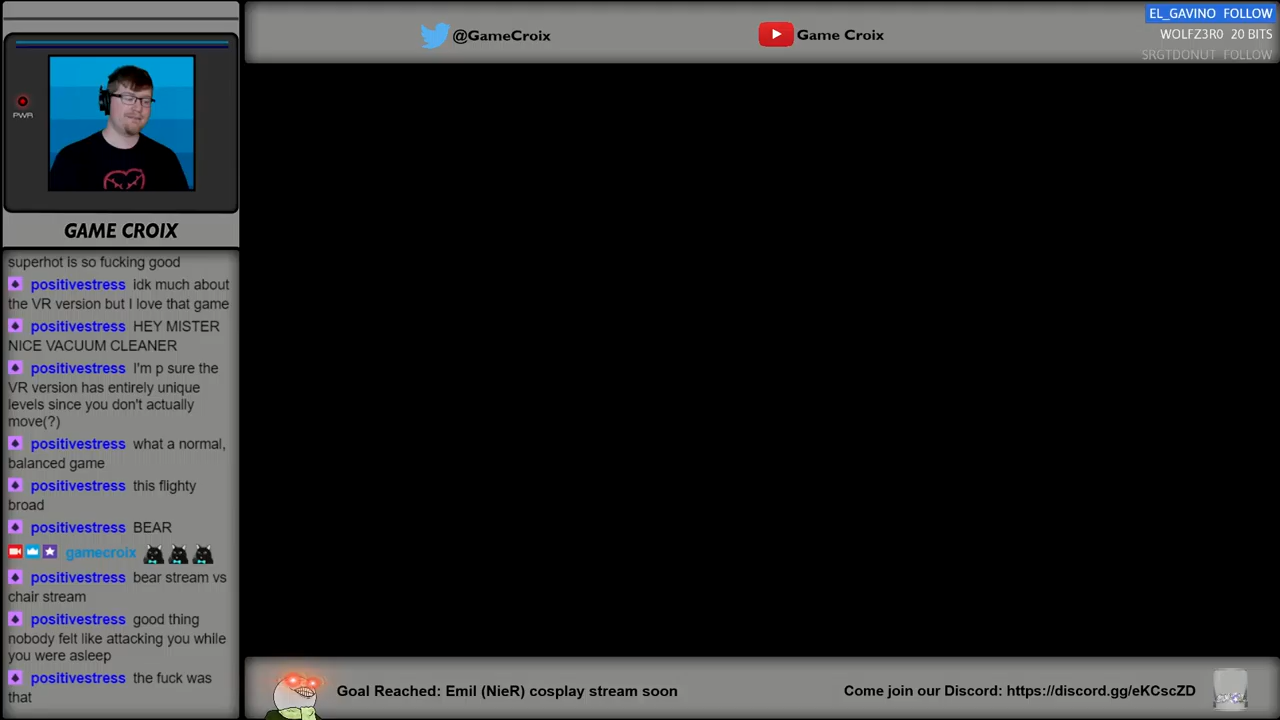 EL_GAVINO FOLLOW
@GameCroix
Game Croix
WOLFZ3R0 20 BITS
SRGTDONUT FOLLOW
PWR
GAME CROIX
superhot is so fucking good
positivestress idk much about
the VR version but I love that game
positivestress HEY MISTER
NICE VACUUM CLEANER
positivestress I'm p sure the
VR version has entirely unique
levels since you don't actually
move(?)
positivestress what a normal,
balanced game
positivestress this flighty
broad
positivestress BEAR
gamecroix
positivestress bear stream vs
chair stream
positivestress good thing
nobody felt like attacking you while
you were asleep
positivestress the fuck was
that
Goal Reached: Emil (NieR) cosplay stream soon
Come join our Discord: https://discord.gg/eKCscZD